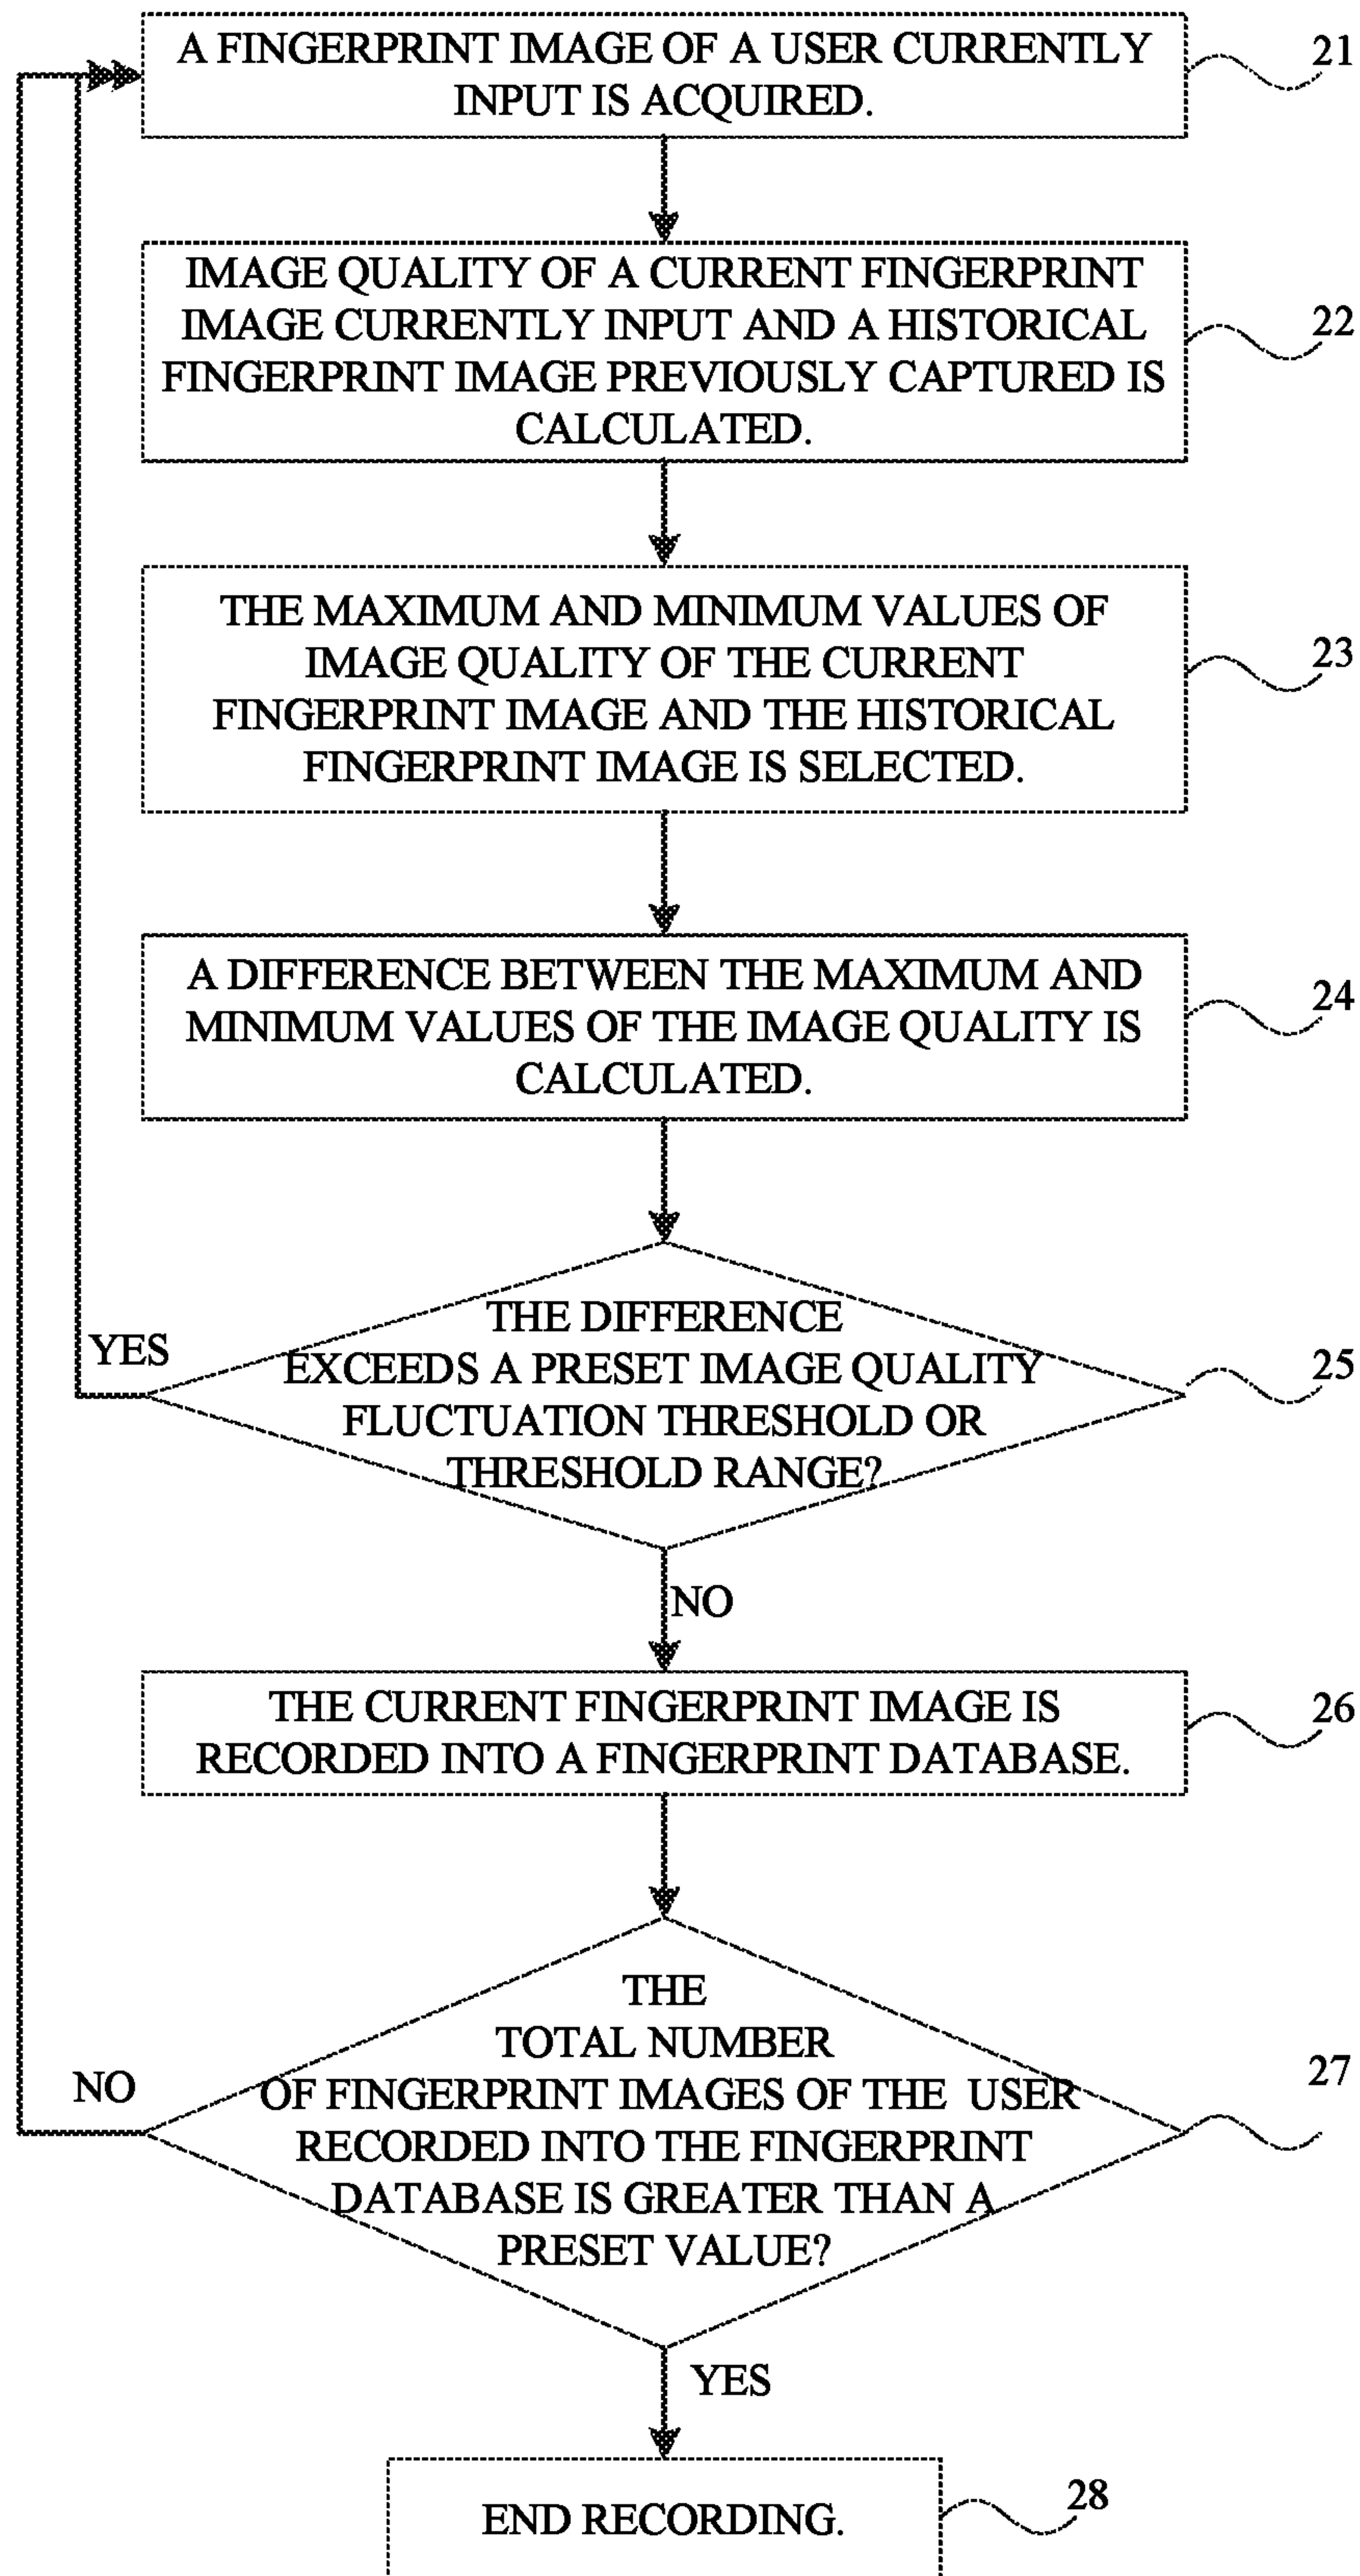 A FINGERPRINT IMAGE OF A USER CURRENTLY
INPUT IS ACQUIRED.
21
IMAGE QUALITY OF A CURRENT FINGERPRINT
IMAGE CURRENTLY INPUT AND A HISTORICAL
FINGERPRINT IMAGE PREVIOUSLY CAPTURED IS
CALCULATED.
22
THE MAXIMUM AND MINIMUM VALUES OF
IMAGE QUALITY OF THE CURRENT
FINGERPRINT IMAGE AND THE HISTORICAL
FINGERPRINT IMAGE IS SELECTED.
23
A DIFFERENCE BETWEEN THE MAXIMUM AND
MINIMUM VALUES OF THE IMAGE QUALITY IS
CALCULATED.
24
THE DIFFERENCE
EXCEEDS A PRESET IMAGE QUALITY
FLUCTUATION THRESHOLD OR
THRESHOLD RANGE?
25
YES
NO
THE CURRENT FINGERPRINT IMAGE IS
RECORDED INTO A FINGERPRINT DATABASE.
26
THE
TOTAL NUMBER
OF FINGERPRINT IMAGES OF THE USER
RECORDED INTO THE FINGERPRINT
DATABASE IS GREATER THAN A
PRESET VALUE?
27
NO
YES
END RECORDING.
28